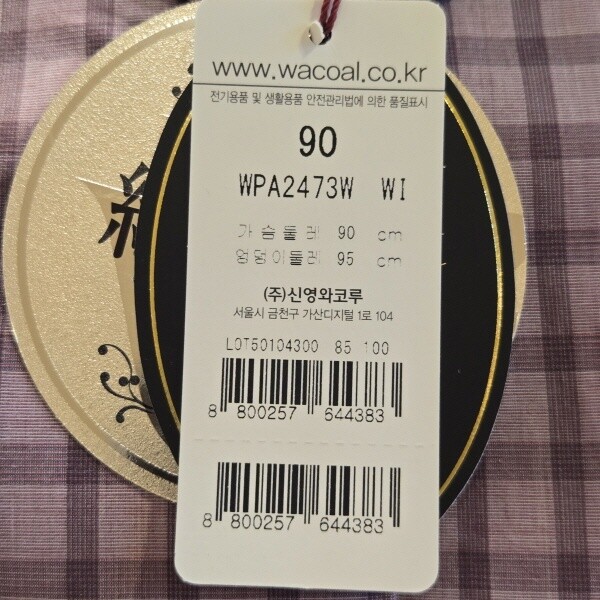 www.wacoal.co.kr
전기용품 및 생활용품 안전관리법에 의한 품질표시
90
WPA2473W WI
가슴둘레 90 cm
엉덩이둘레 95 cm
(주)신영와코루
서울시 금천구 가산디지털 1로 104
LOT50104300 85 100
8 800257 644383
8 800257 644383